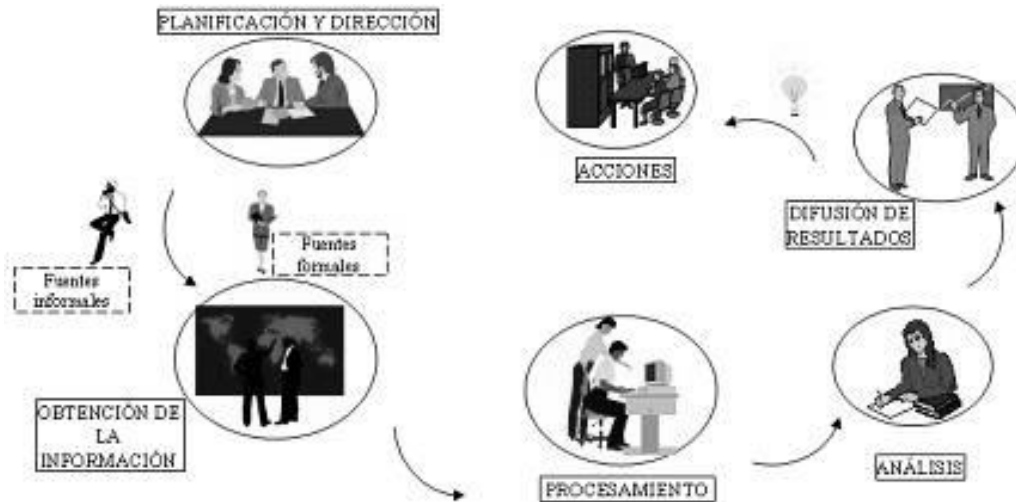 PLANIFICACIÓN Y DIRECCIÓN
Fuentes
informales
Fuentes
formales
OBTENCIÓN DE
LA
INFORMACIÓN
PROCESAMIENTO
ANÁLISIS
DIFUSIÓN DE
RESULTADOS
ACCIONES